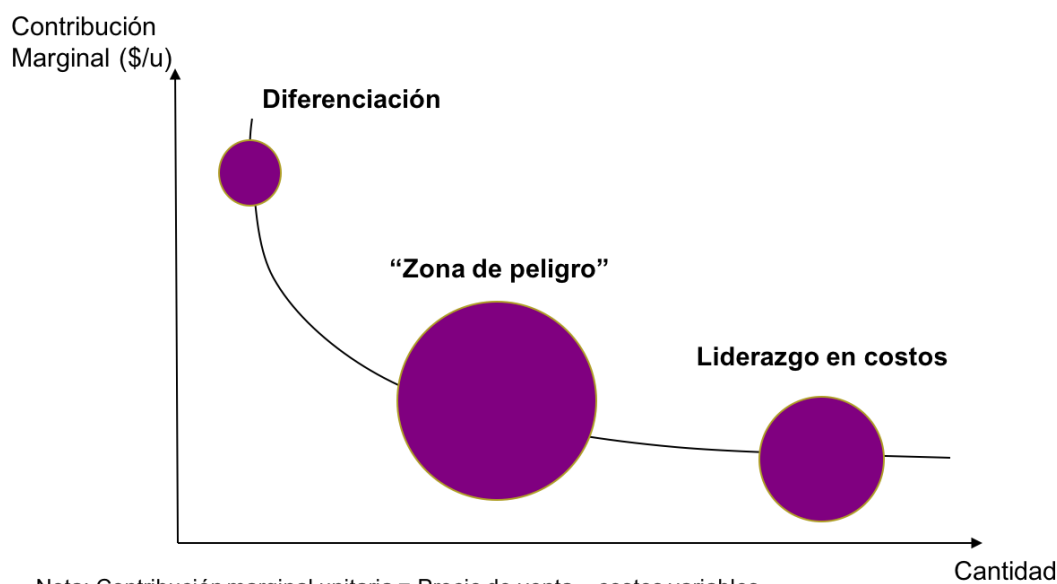 Contribución
Marginal ($/u)
Diferenciación
“Zona de peligro”
Liderazgo en costos
Cantidad
Nota: Contribución marginal unitaria = Precio de venta – costos variables